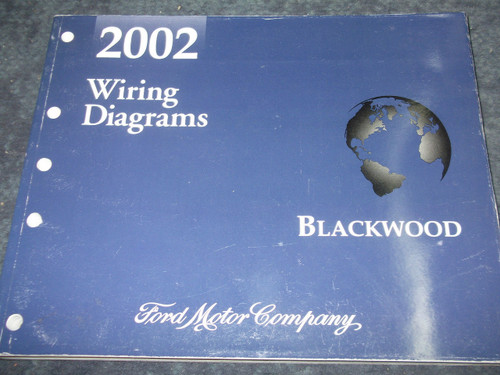 2002
Wiring
Diagrams
BLACKWOOD
Ford Motor Company